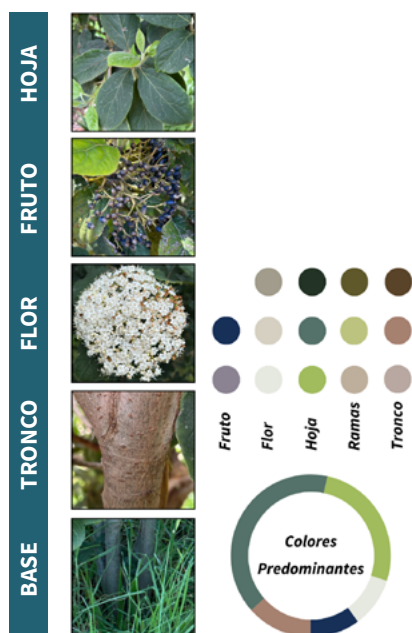 HOJA
FRUTO
FLOR
TRONCO
BASE
Fruto
Flor
Hoja
Ramas
Tronco
Colores
Predominantes